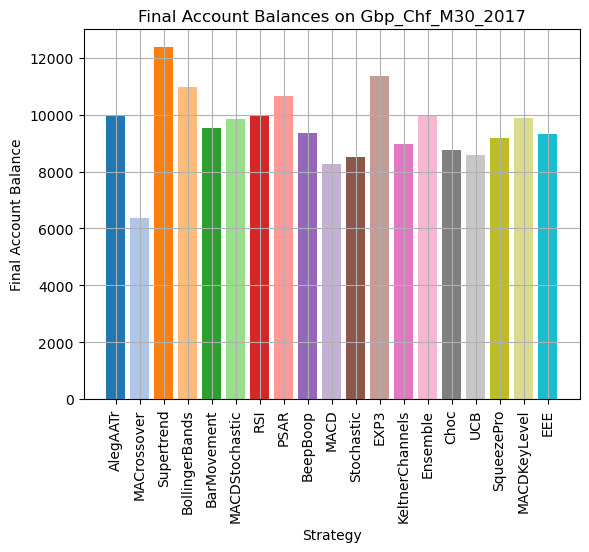 Final Account Balances on Gbp_Chf_M30_2017
Final Account Balance
12000
10000
8000
6000
4000
2000
0
AlegAATr
MACrossover
Supertrend
BollingerBands
BarMovement
MACDStochastic
RSI
PSAR
BeepBoop
MACD
Stochastic
EXP3
KeltnerChannels
Ensemble
Choc
UCB
SqueezePro
MACDKeyLevel
EEE
Strategy